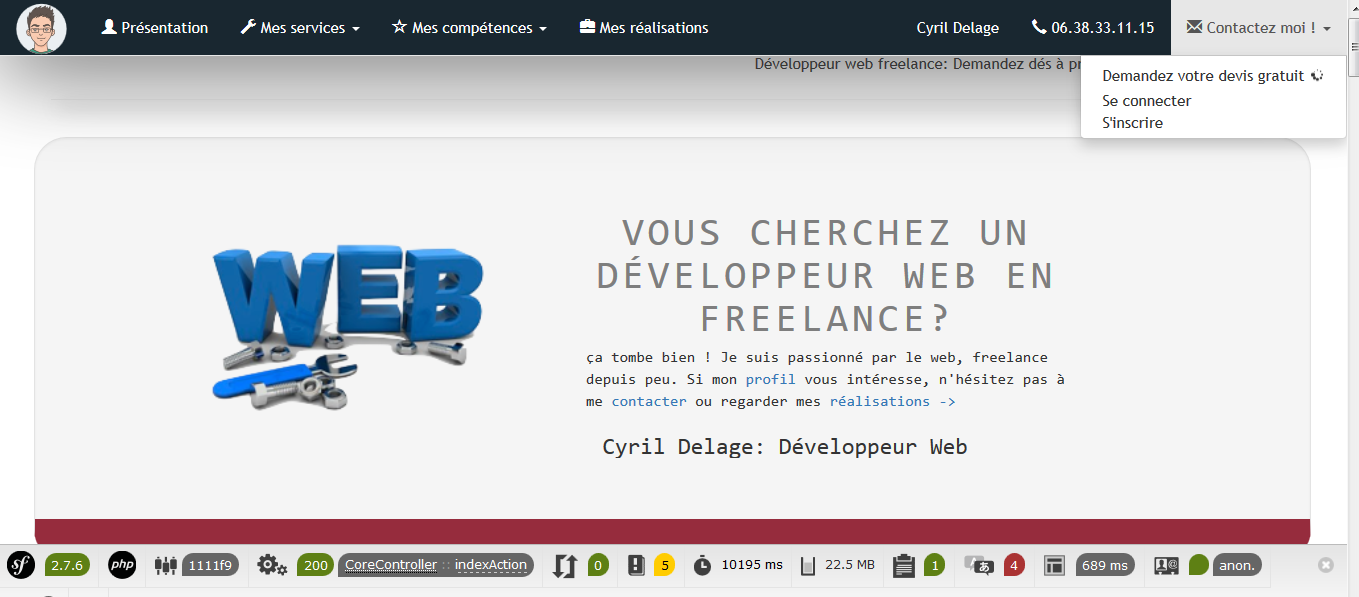 Présentation Mes services Mes compétences Mes réalisations Cyril Delage 06.38.33.11.15 Contactez moi !
Développeur web freelance: Demandez dés à pr
Demandez votre devis gratuit
Se connecter
S'inscrire
WEB
VOUS CHERCHEZ UN
DÉVELOPPEUR WEB EN
FREELANCE?
ça tombe bien ! Je suis passionné par le web, freelance
depuis peu. Si mon profil vous intéresse, n'hésitez pas à
me contacter ou regarder mes réalisations ->
Cyril Delage: Développeur Web
sf 2.7.6 php 1111f9 200 CoreController :: indexAction 0 5 10195 ms 22.5 MB 1 あ 4 689 ms anon.